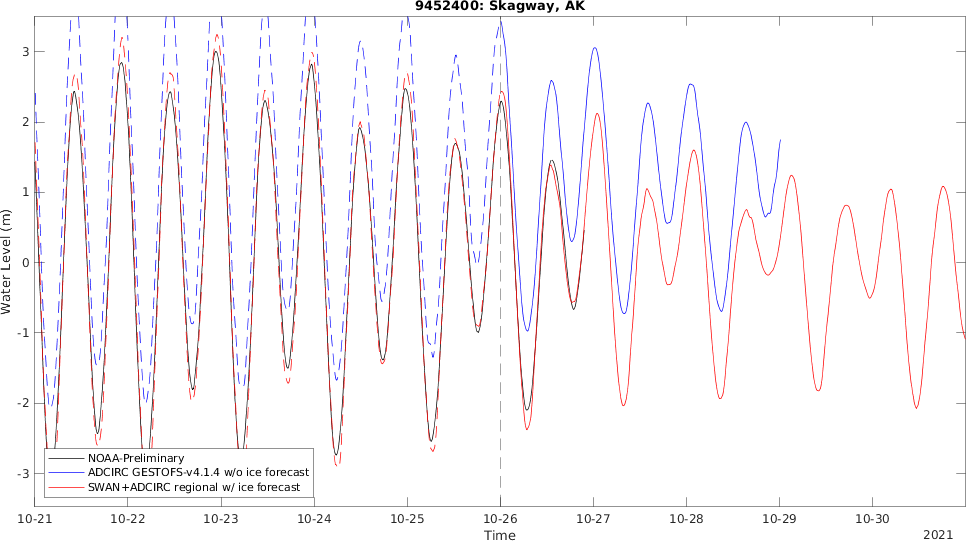 9452400: Skagway, AK
Water Level (m)
3
2
1
0
-1
-2
-3
NOAA-Preliminary
ADCIRC GESTOFS-v4.1.4 w/o ice forecast
SWAN+ADCIRC regional w/ ice forecast
10-21 10-22 10-23 10-24 10-25 10-26 10-27 10-28 10-29 10-30
Time
2021